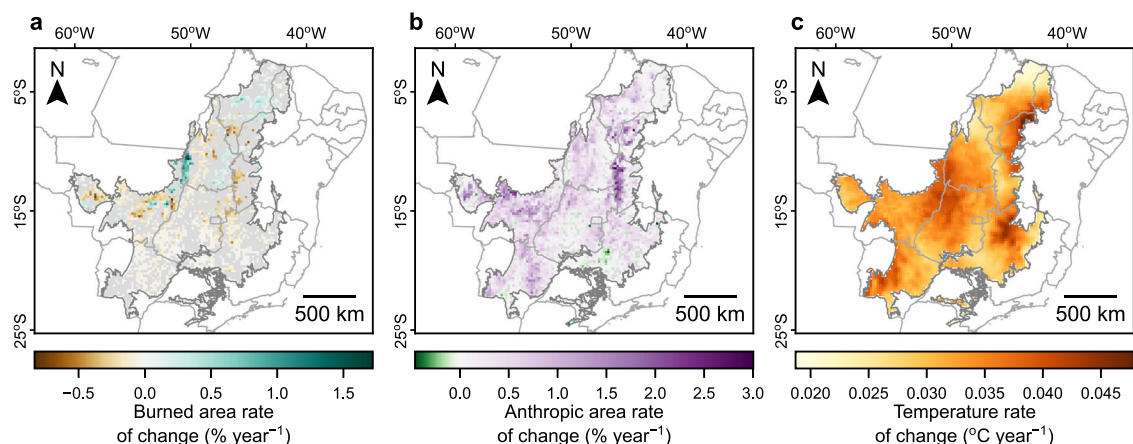 a
60°W 50°W 40°W
N
5°S
15°S
25°S
500 km
−0.5 0.0 0.5 1.0 1.5
Burned area rate
of change (% year⁻¹)
b
60°W 50°W 40°W
N
5°S
15°S
25°S
500 km
0.0 0.5 1.0 1.5 2.0 2.5 3.0
Anthropic area rate
of change (% year⁻¹)
c
60°W 50°W 40°W
N
5°S
15°S
25°S
500 km
0.020 0.025 0.030 0.035 0.040 0.045
Temperature rate
of change (°C year⁻¹)